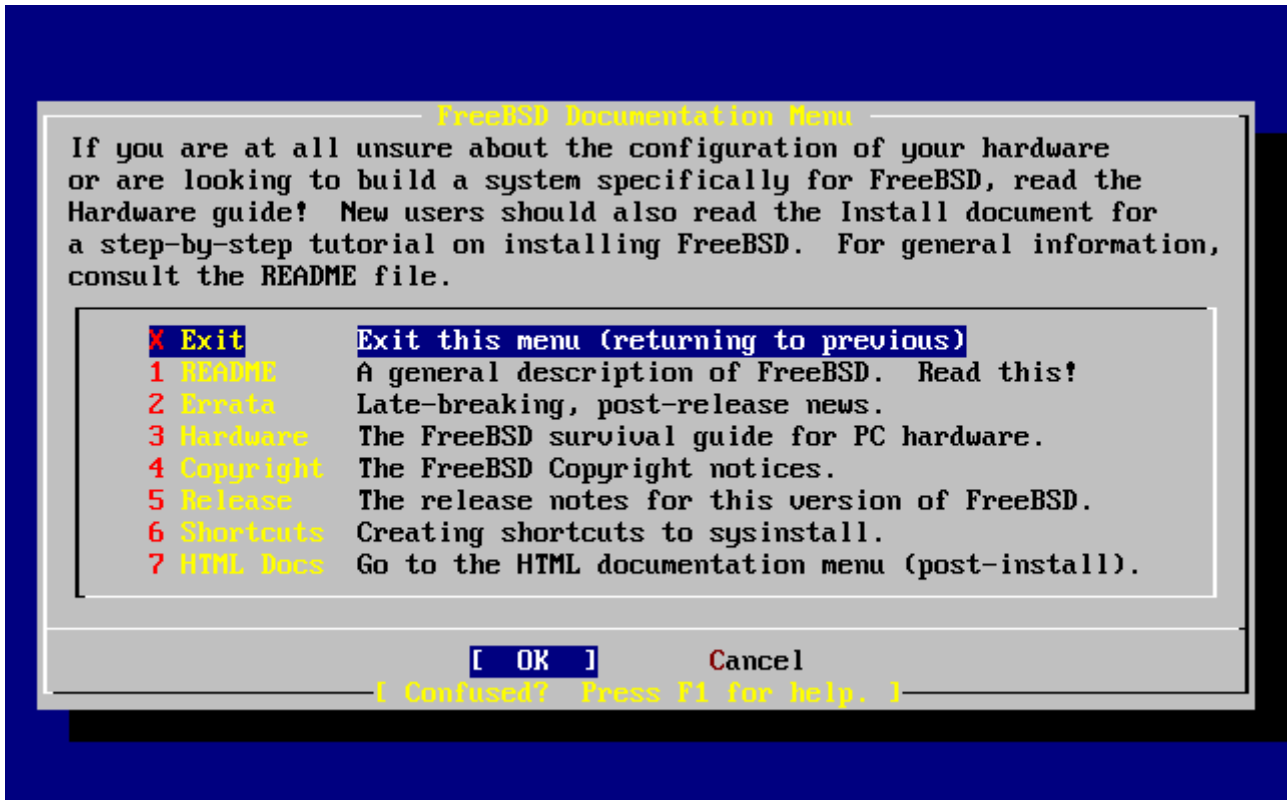 FreeBSD Documentation Menu
If you are at all unsure about the configuration of your hardware
or are looking to build a system specifically for FreeBSD, read the
Hardware guide!  New users should also read the Install document for
a step-by-step tutorial on installing FreeBSD.  For general information,
consult the README file.
X Exit      Exit this menu (returning to previous)
1 README    A general description of FreeBSD.  Read this!
2 Errata    Late-breaking, post-release news.
3 Hardware  The FreeBSD survival guide for PC hardware.
4 Copyright The FreeBSD Copyright notices.
5 Release   The release notes for this version of FreeBSD.
6 Shortcuts Creating shortcuts to sysinstall.
7 HTML Docs Go to the HTML documentation menu (post-install).
[  OK  ]       Cancel
[ Confused?  Press F1 for help. ]